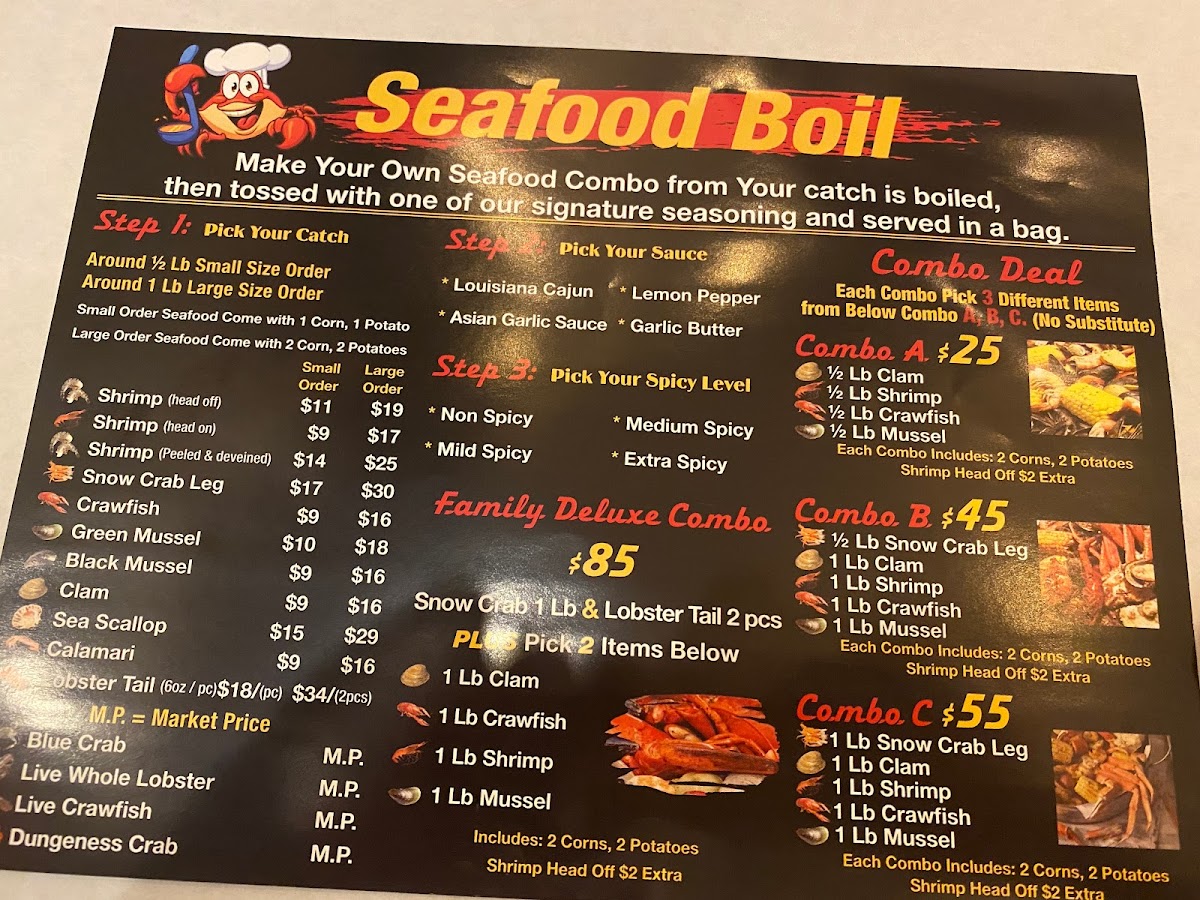 Seafood Boil
Make Your Own Seafood Combo from Your catch is boiled,
then tossed with one of our signature seasoning and served in a bag.
Step 1: Pick Your Catch
Around ½ Lb Small Size Order
Around 1 Lb Large Size Order
Small Order Seafood Come with 1 Corn, 1 Potato
Large Order Seafood Come with 2 Corn, 2 Potatoes
Small Order Large Order
Shrimp (head off) $11 $19
Shrimp (head on) $9 $17
Shrimp (Peeled & deveined) $14 $25
Snow Crab Leg $17 $30
Crawfish $9 $16
Green Mussel $10 $18
Black Mussel $9 $16
Clam $9 $16
Sea Scallop $15 $29
Calamari $9 $16
Lobster Tail (6oz / pc) $18/(pc) $34/(2pcs)
M.P. = Market Price
Blue Crab M.P.
Live Whole Lobster M.P.
Live Crawfish M.P.
Dungeness Crab M.P.
Step 2: Pick Your Sauce
* Louisiana Cajun * Lemon Pepper
* Asian Garlic Sauce * Garlic Butter
Step 3: Pick Your Spicy Level
* Non Spicy * Medium Spicy
* Mild Spicy * Extra Spicy
Family Deluxe Combo
$85
Snow Crab 1 Lb & Lobster Tail 2 pcs
PLUS Pick 2 Items Below
1 Lb Clam
1 Lb Crawfish
1 Lb Shrimp
1 Lb Mussel
Includes: 2 Corns, 2 Potatoes
Shrimp Head Off $2 Extra
Combo Deal
Each Combo Pick 3 Different Items
from Below Combo A, B, C. (No Substitute)
Combo A $25
½ Lb Clam
½ Lb Shrimp
½ Lb Crawfish
½ Lb Mussel
Each Combo Includes: 2 Corns, 2 Potatoes
Shrimp Head Off $2 Extra
Combo B $45
½ Lb Snow Crab Leg
1 Lb Clam
1 Lb Shrimp
1 Lb Crawfish
1 Lb Mussel
Each Combo Includes: 2 Corns, 2 Potatoes
Shrimp Head Off $2 Extra
Combo C $55
1 Lb Snow Crab Leg
1 Lb Clam
1 Lb Shrimp
1 Lb Crawfish
1 Lb Mussel
Each Combo Includes: 2 Corns, 2 Potatoes
Shrimp Head Off $2 Extra